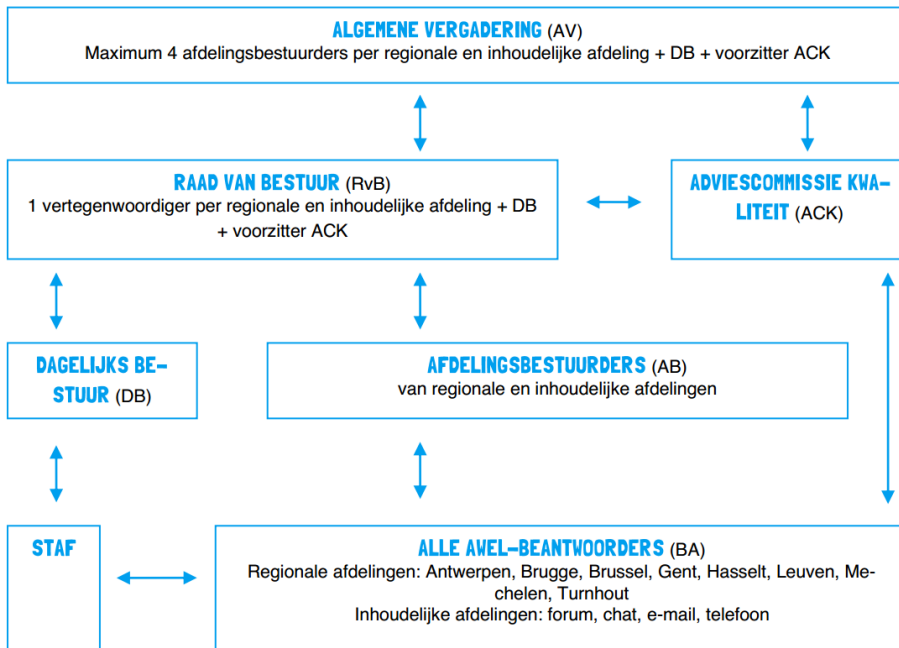 ALGEMENE VERGADERING (AV)
Maximum 4 afdelingsbestuurders per regionale en inhoudelijke afdeling + DB + voorzitter ACK
RAAD VAN BESTUUR (RvB)
1 vertegenwoordiger per regionale en inhoudelijke afdeling + DB
+ voorzitter ACK
ADVIESCOMMISSIE KWA-
LITEIT (ACK)
DAGELIJKS BE-
STUUR (DB)
AFDELINGSBESTUURDERS (AB)
van regionale en inhoudelijke afdelingen
STAF
ALLE AWEL-BEANTWOORDERS (BA)
Regionale afdelingen: Antwerpen, Brugge, Brussel, Gent, Hasselt, Leuven, Me-
chelen, Turnhout
Inhoudelijke afdelingen: forum, chat, e-mail, telefoon